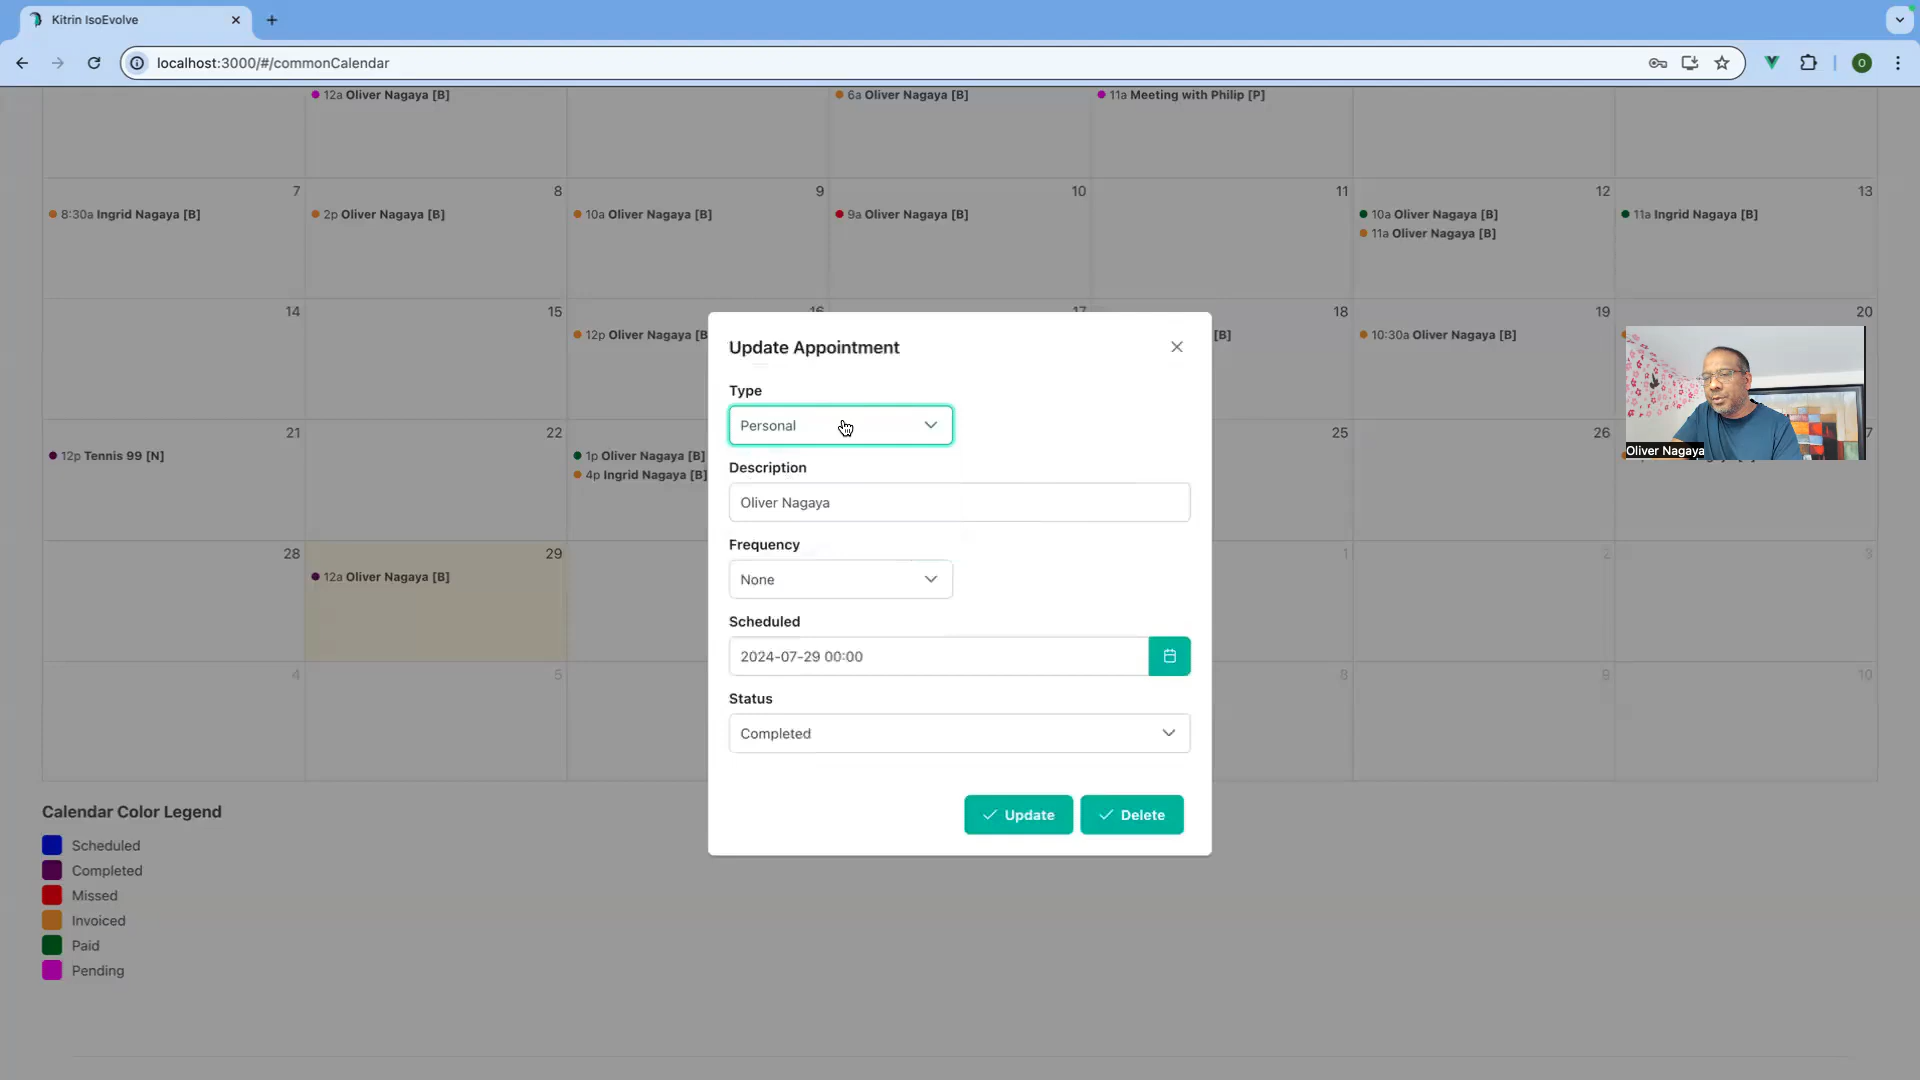 Kitrin IsoEvolve
localhost:3000/#/commonCalendar
O
12a Oliver Nagaya [B]
6a Oliver Nagaya [B]
11a Meeting with Philip [P]
7
8
9
10
11
12
13
8:30a Ingrid Nagaya [B]
2p Oliver Nagaya [B]
10a Oliver Nagaya [B]
9a Oliver Nagaya [B]
10a Oliver Nagaya [B]
11a Ingrid Nagaya [B]
11a Oliver Nagaya [B]
14
15
16
17
18
19
20
12p Oliver Nagaya [B
[B]
10:30a Oliver Nagaya [B]
Update Appointment
Type
Personal
Description
Oliver Nagaya
Frequency
None
Scheduled
2024-07-29 00:00
Status
Completed
Update
Delete
Oliver Nagaya
21
22
25
26
7
12p Tennis 99 [N]
1p Oliver Nagaya [B]
4p Ingrid Nagaya [B]
28
29
1
2
3
12a Oliver Nagaya [B]
4
5
8
9
10
Calendar Color Legend
Scheduled
Completed
Missed
Invoiced
Paid
Pending